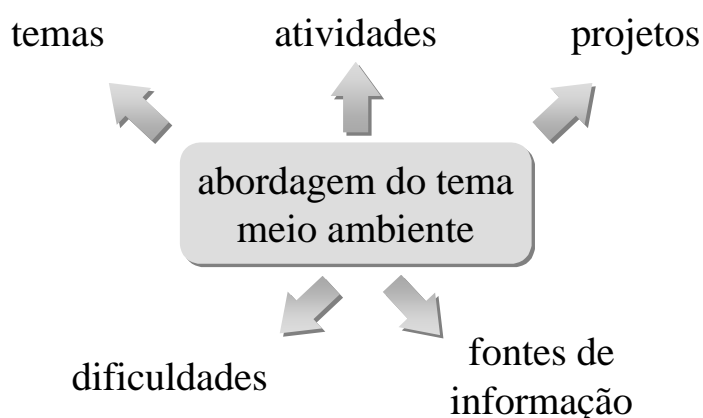 temas
atividades
projetos
abordagem do tema
meio ambiente
dificuldades
fontes de
informação